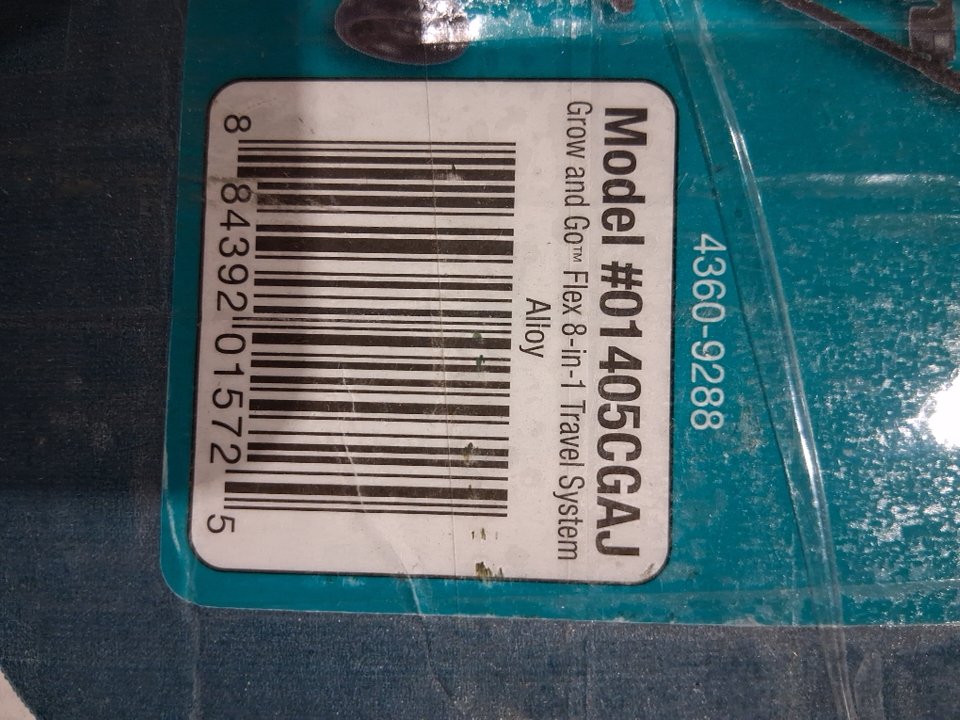 4360-9288
Model #01405CGAJ
Grow and Go™ Flex 8-in-1 Travel System
Alloy
8 84392 01572 5